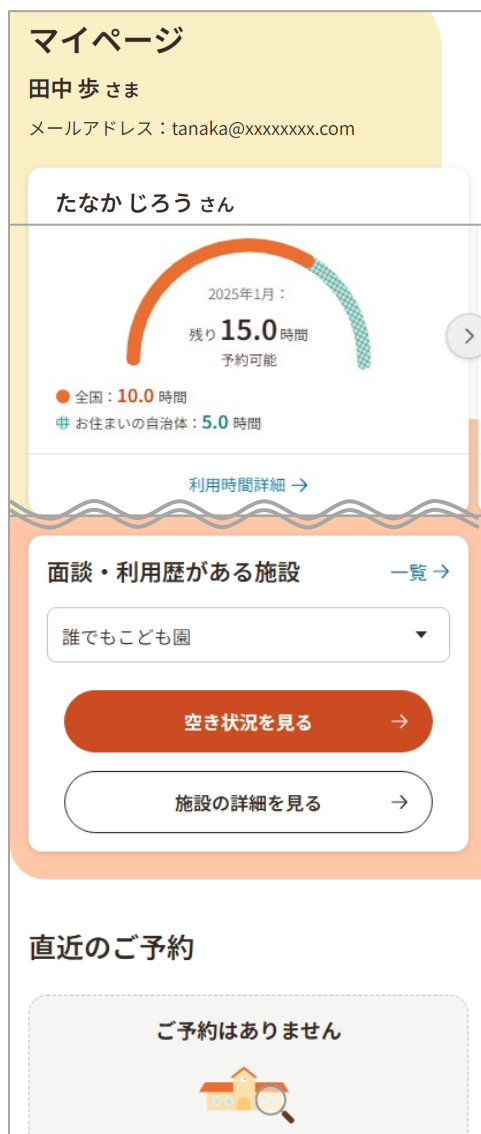 マイページ
田中 歩 さま
メールアドレス：tanaka@xxxxxxxx.com
たなか じろう さん
2025年1月：
残り 15.0 時間
予約可能
全国：10.0 時間
お住まいの自治体：5.0 時間
利用時間詳細 →
面談・利用歴がある施設
一覧 →
誰でもこども園
空き状況を見る →
施設の詳細を見る →
直近のご予約
ご予約はありません